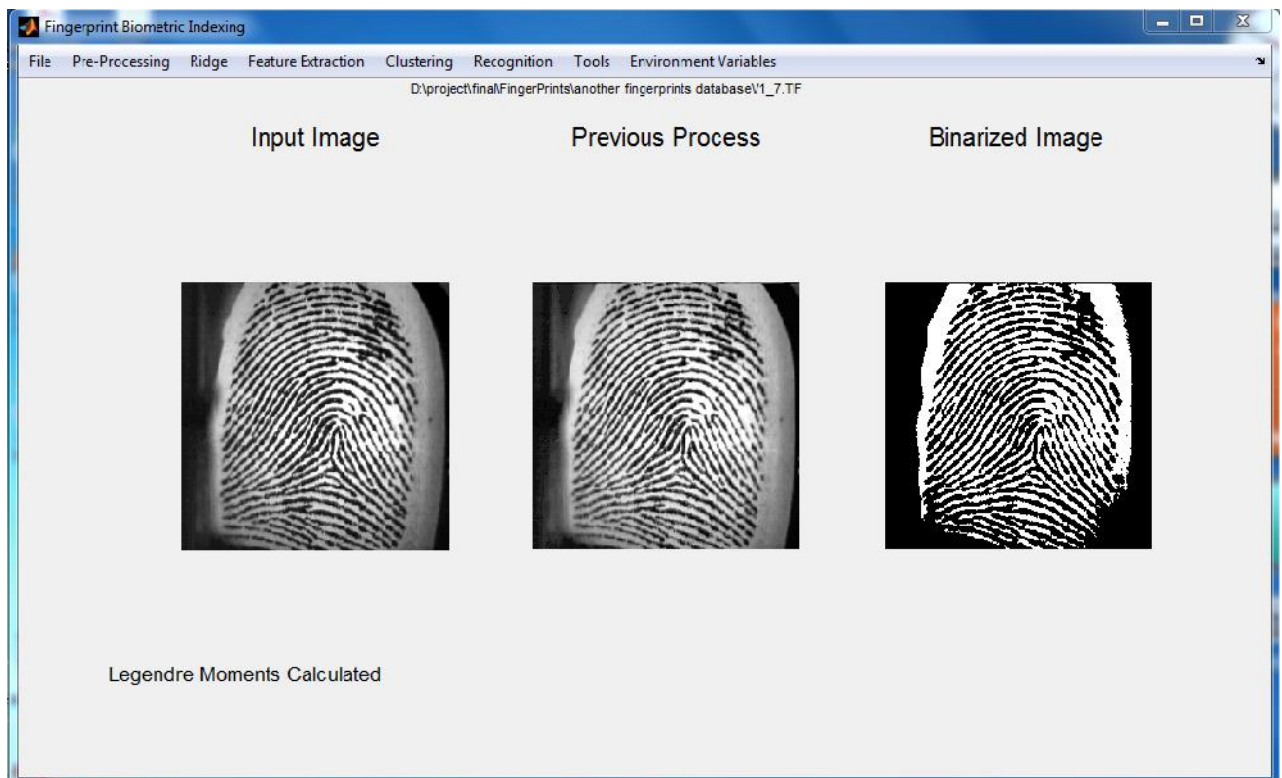 Fingerprint Biometric Indexing
File Pre-Processing Ridge Feature Extraction Clustering Recognition Tools Environment Variables
D:\project\final\FingerPrints\another fingerprints database\'1_7.TF
Input Image Previous Process Binarized Image
Legendre Moments Calculated